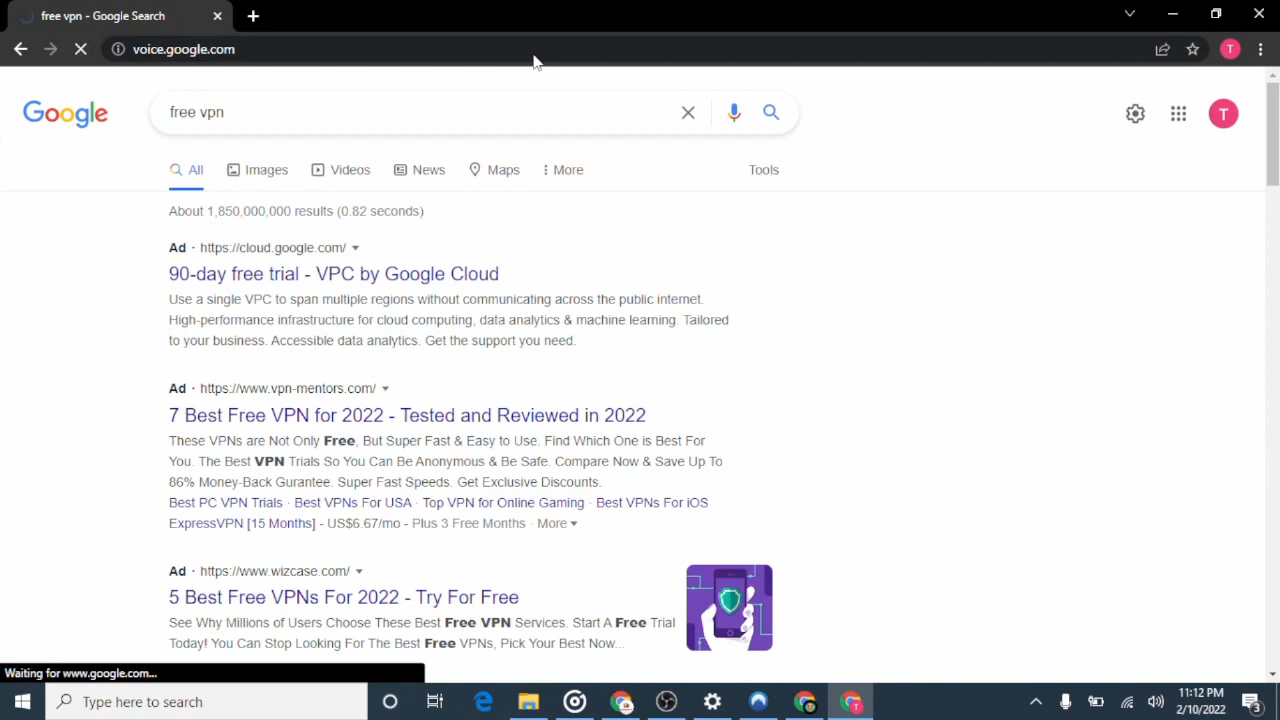 free vpn - Google Search
voice.google.com
T
Google
free vpn
T
All
Images
Videos
News
Maps
More
Tools
About 1,850,000,000 results (0.82 seconds)
Ad · https://cloud.google.com/
90-day free trial - VPC by Google Cloud
Use a single VPC to span multiple regions without communicating across the public internet.
High-performance infrastructure for cloud computing, data analytics & machine learning. Tailored
to your business. Accessible data analytics. Get the support you need.
Ad · https://www.vpn-mentors.com/
7 Best Free VPN for 2022 - Tested and Reviewed in 2022
These VPNs are Not Only Free, But Super Fast & Easy to Use. Find Which One is Best For
You. The Best VPN Trials So You Can Be Anonymous & Be Safe. Compare Now & Save Up To
86% Money-Back Gurantee. Super Fast Speeds. Get Exclusive Discounts.
Best PC VPN Trials · Best VPNs For USA · Top VPN for Online Gaming · Best VPNs For iOS
ExpressVPN [15 Months] - US$6.67/mo - Plus 3 Free Months · More
Ad · https://www.wizcase.com/
5 Best Free VPNs For 2022 - Try For Free
See Why Millions of Users Choose These Best Free VPN Services. Start A Free Trial
Today! You Can Stop Looking For The Best Free VPNs, Pick Your Best Now...
Waiting for www.google.com...
Type here to search
T
11:12 PM
2/10/2022
3